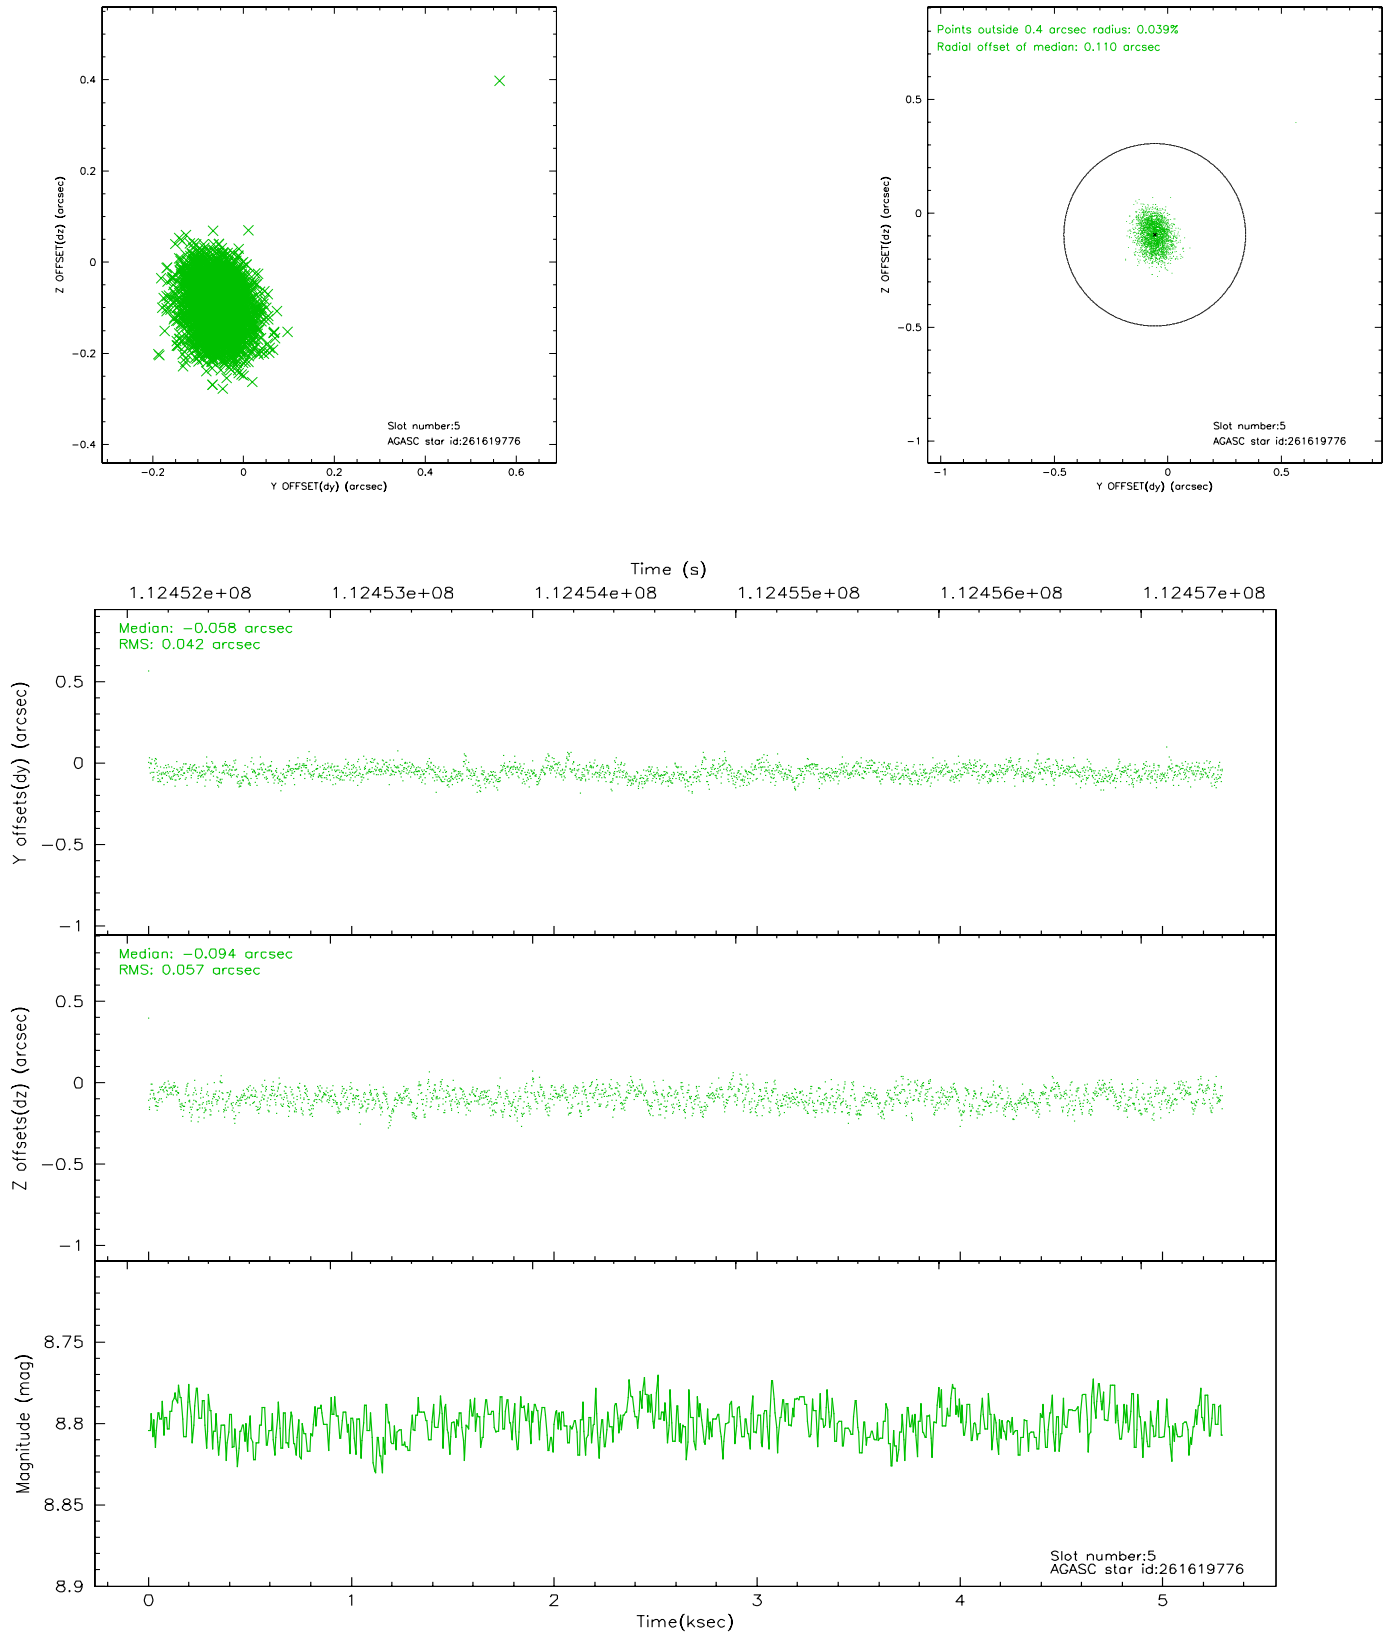 0.4
0.2
0
-0.2
-0.4
Z OFFSET(dz) (arcsec)
Slot number:5
AGASC star id:261619776
-0.2 0 0.2 0.4 0.6
Y OFFSET(dy) (arcsec)
Points outside 0.4 arcsec radius: 0.039%
Radial offset of median: 0.110 arcsec
0.5
0
-0.5
-1
Z OFFSET(dz) (arcsec)
Slot number:5
AGASC star id:261619776
-1 -0.5 0 0.5
Y OFFSET(dy) (arcsec)
Time (s)
1.12452e+08 1.12453e+08 1.12454e+08 1.12455e+08 1.12456e+08 1.12457e+08
Median: -0.058 arcsec
RMS: 0.042 arcsec
0.5
0
-0.5
-1
Y offsets(dy) (arcsec)
Median: -0.094 arcsec
RMS: 0.057 arcsec
0.5
0
-0.5
-1
Z offsets(dz) (arcsec)
8.75
8.8
8.85
8.9
Magnitude (mag)
Slot number:5
AGASC star id:261619776
0 1 2 3 4 5
Time(ksec)